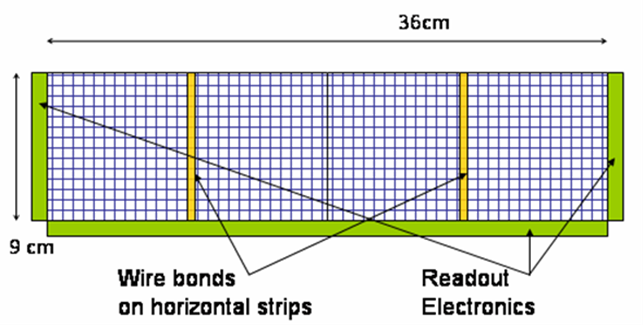 36cm
9 cm
Wire bonds
on horizontal strips
Readout
Electronics